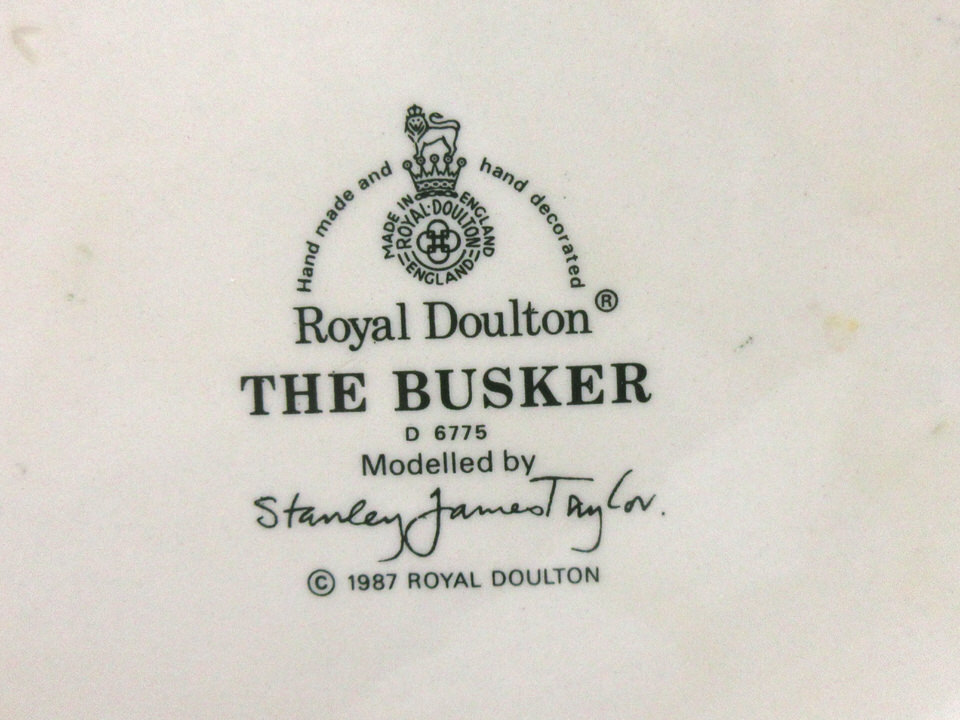 Hand made and hand decorated
MADE IN ENGLAND
ROYAL·DOULTON
ENGLAND
Royal Doulton®
THE BUSKER
D 6775
Modelled by
Stanley James Taylor.
© 1987 ROYAL DOULTON